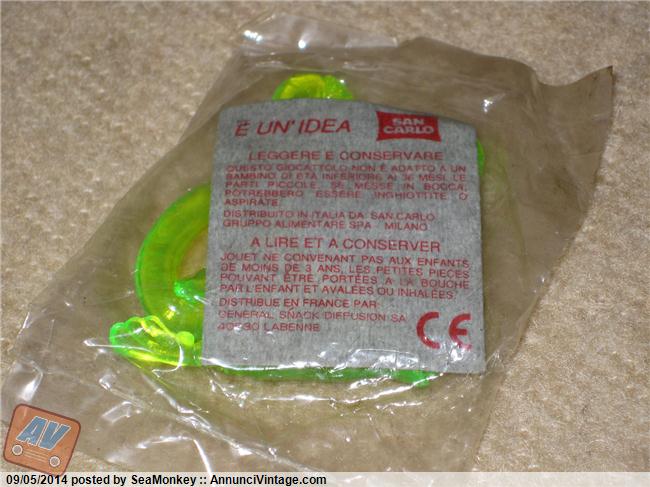 È UN'IDEA
SAN
CARLO
LEGGERE E CONSERVARE
QUESTO GIOCATTOLO NON È ADATTO A UN
BAMBINO DI ETÀ INFERIORE AI 36 MESI. LE
PARTI PICCOLE, SE MESSE IN BOCCA,
POTREBBERO ESSERE INGHIOTTITE O
ASPIRATE.
DISTRIBUITO IN ITALIA DA SAN CARLO
GRUPPO ALIMENTARE SPA - MILANO
A LIRE ET A CONSERVER
JOUET NE CONVENANT PAS AUX ENFANTS
DE MOINS DE 3 ANS, LES PETITES PIECES
POUVANT ÊTRE PORTÉES A LA BOUCHE
PAR L'ENFANT ET AVALÉES OU INHALÉES.
DISTRIBUE EN FRANCE PAR
GENERAL SNACK DIFFUSION SA
40530 LABENNE
CE
AV
09/05/2014 posted by SeaMonkey :: AnnunciVintage.com